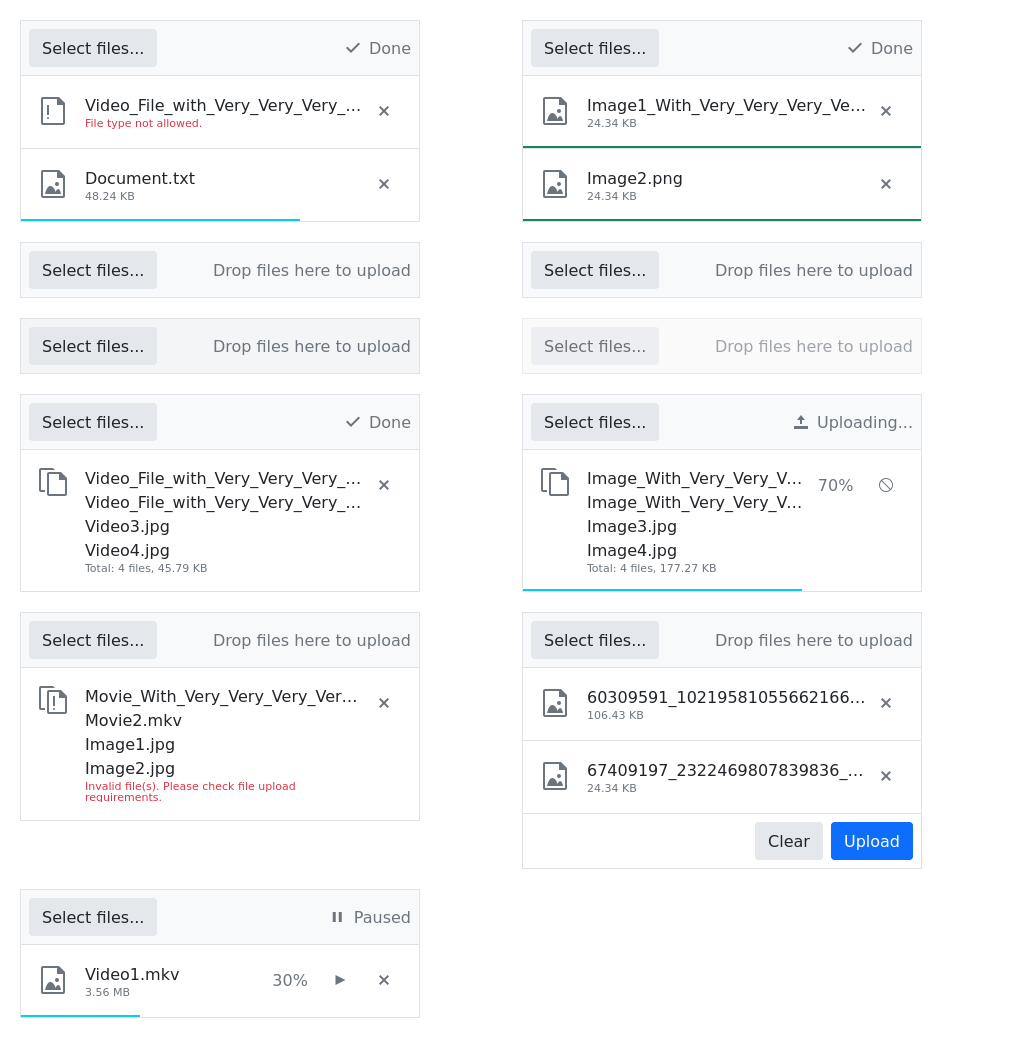 Select files...
Done
Video_File_with_Very_Very_Very_...
File type not allowed.
Document.txt
48.24 KB
Select files...
Done
Image1_With_Very_Very_Very_Ve...
24.34 KB
Image2.png
24.34 KB
Select files...
Drop files here to upload
Select files...
Drop files here to upload
Select files...
Drop files here to upload
Select files...
Drop files here to upload
Select files...
Done
Video_File_with_Very_Very_Very_...
Video_File_with_Very_Very_Very_...
Video3.jpg
Video4.jpg
Total: 4 files, 45.79 KB
Select files...
Uploading...
Image_With_Very_Very_V...
Image_With_Very_Very_V...
Image3.jpg
Image4.jpg
Total: 4 files, 177.27 KB
70%
Select files...
Drop files here to upload
Movie_With_Very_Very_Very_Ver...
Movie2.mkv
Image1.jpg
Image2.jpg
Invalid file(s). Please check file upload
requirements.
Select files...
Drop files here to upload
60309591_10219581055662166...
106.43 KB
67409197_2322469807839836_...
24.34 KB
Clear
Upload
Select files...
Paused
Video1.mkv
3.56 MB
30%